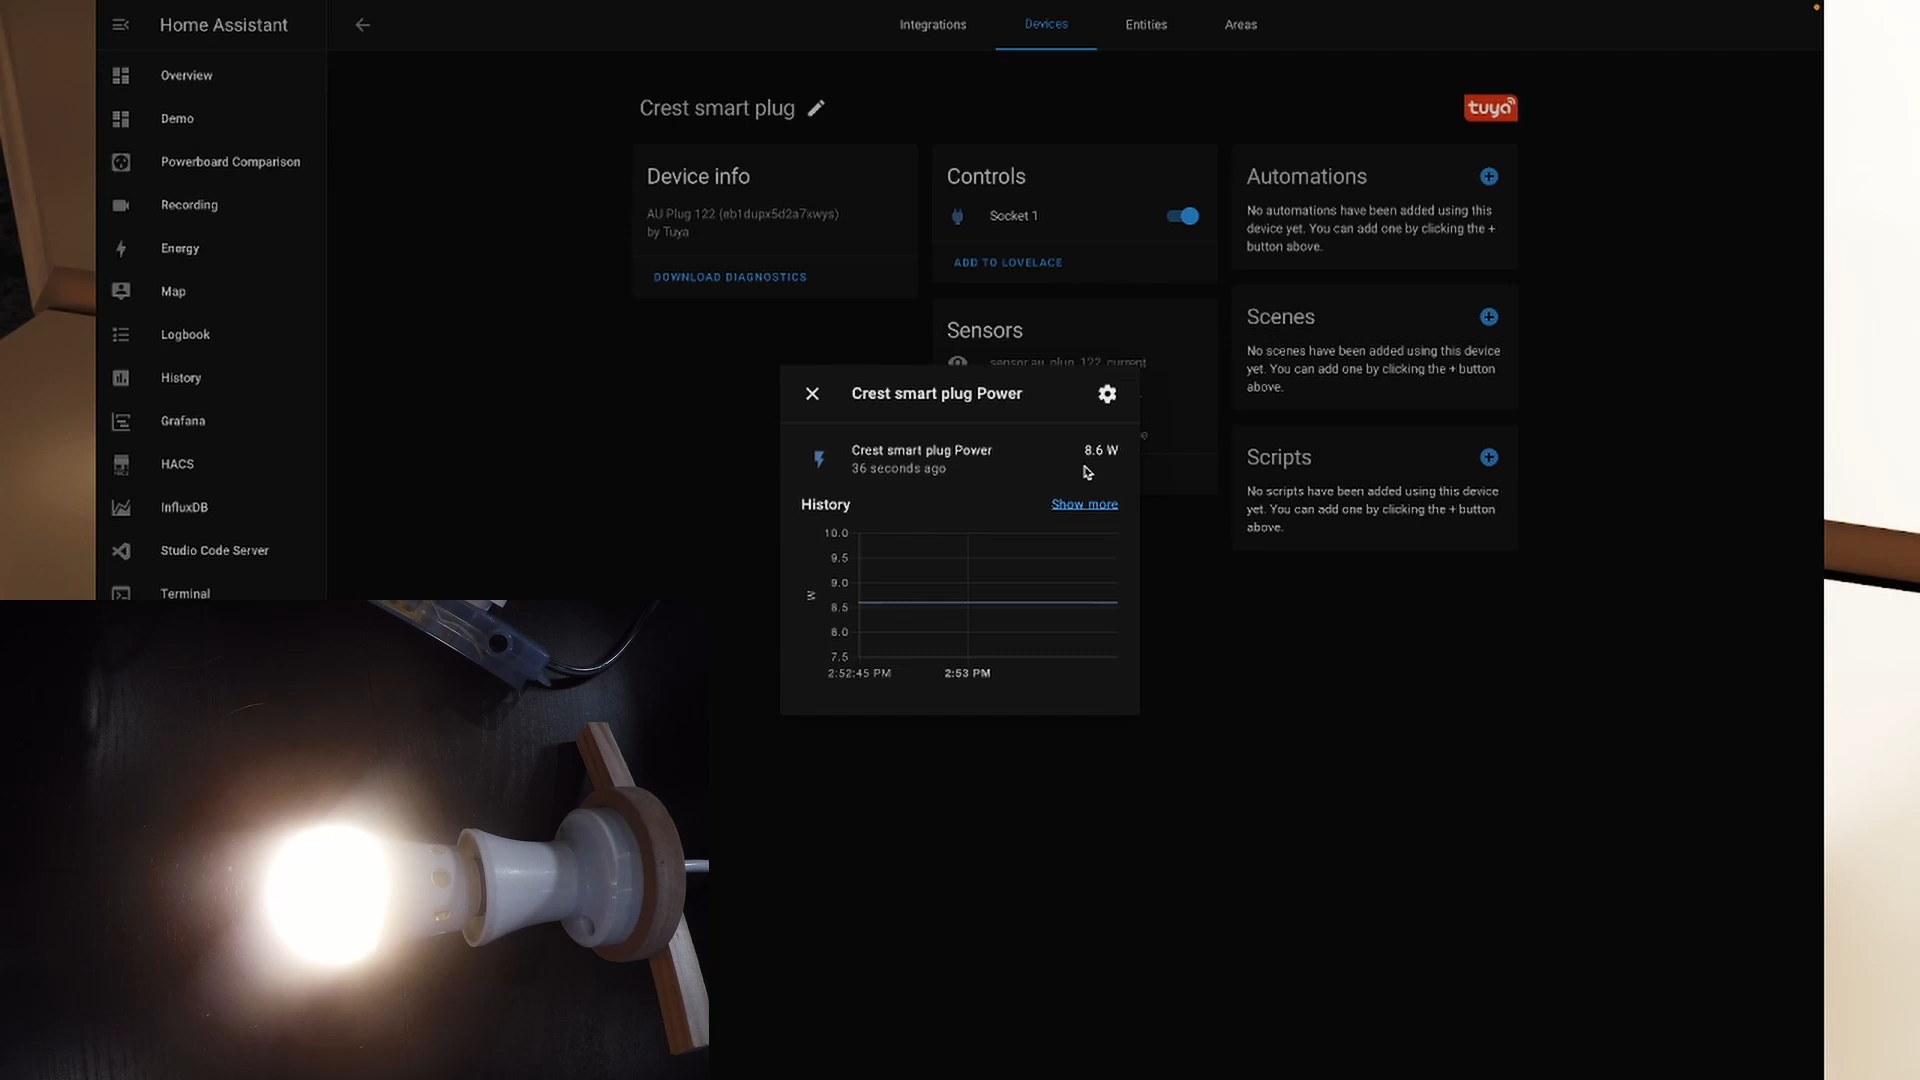 Home Assistant
Integrations
Devices
Entities
Areas
Overview
Demo
Powerboard Comparison
Recording
Energy
Map
Logbook
History
Grafana
HACS
InfluxDB
Studio Code Server
Terminal
Crest smart plug
tuya
Device info
AU Plug 122 (eb1dupx5d2a7xwys)
by Tuya
DOWNLOAD DIAGNOSTICS
Controls
Socket 1
ADD TO LOVELACE
Sensors
sensor.au_plug_122_current
Automations
No automations have been added using this
device yet. You can add one by clicking the +
button above.
Scenes
No scenes have been added using this device
yet. You can add one by clicking the + button
above.
Scripts
No scripts have been added using this device
yet. You can add one by clicking the + button
above.
Crest smart plug Power
Crest smart plug Power
8.6 W
36 seconds ago
History
Show more
10.0
9.5
9.0
8.5
8.0
7.5
W
2:52:45 PM
2:53 PM